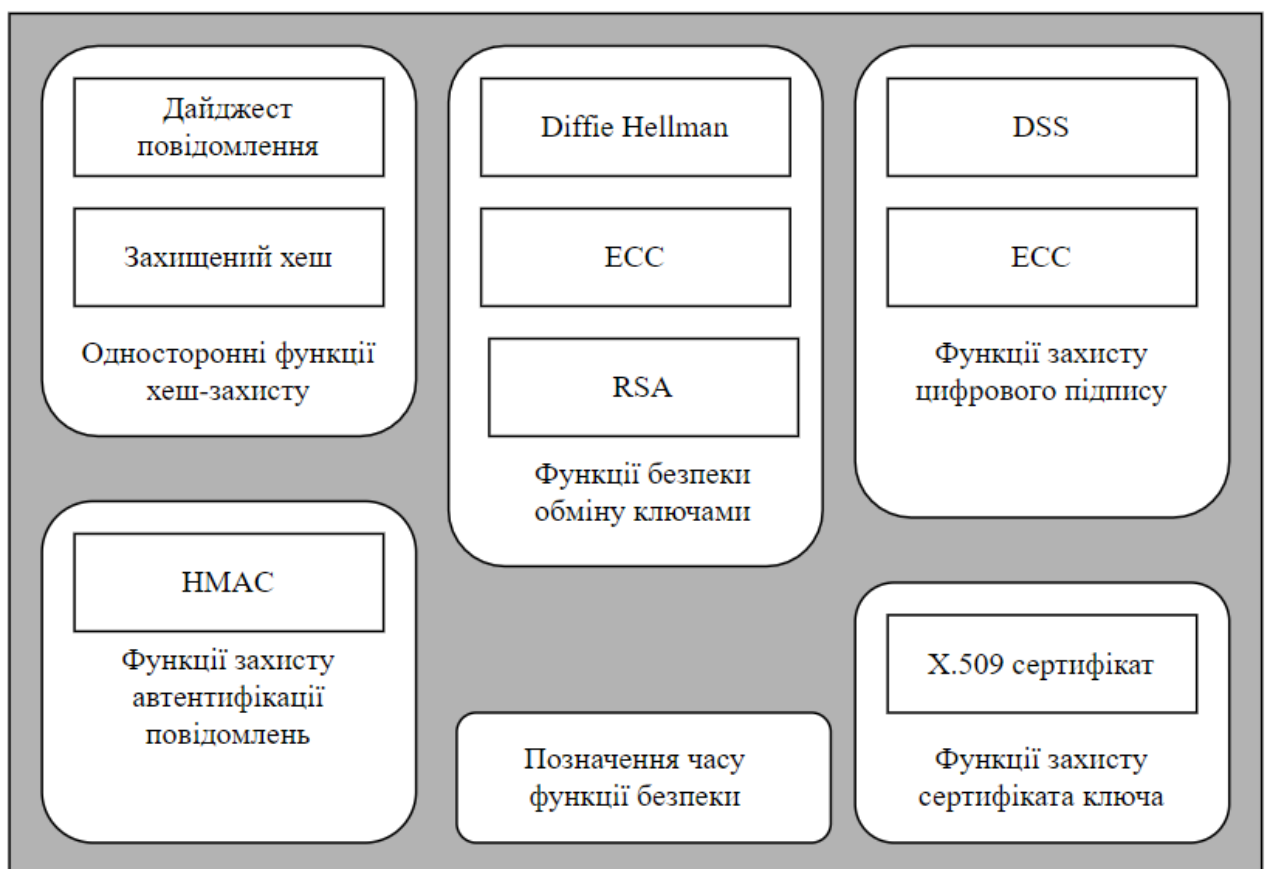 Дайджест
повідомлення
Захищений хеш
Односторонні функції
хеш-захисту
Diffie Hellman
ECC
RSA
Функції безпеки
обміну ключами
DSS
ECC
Функції захисту
цифрового підпису
HMAC
Функції захисту
автентифікації
повідомлень
Позначення часу
функції безпеки
X.509 сертифікат
Функції захисту
сертифіката ключа